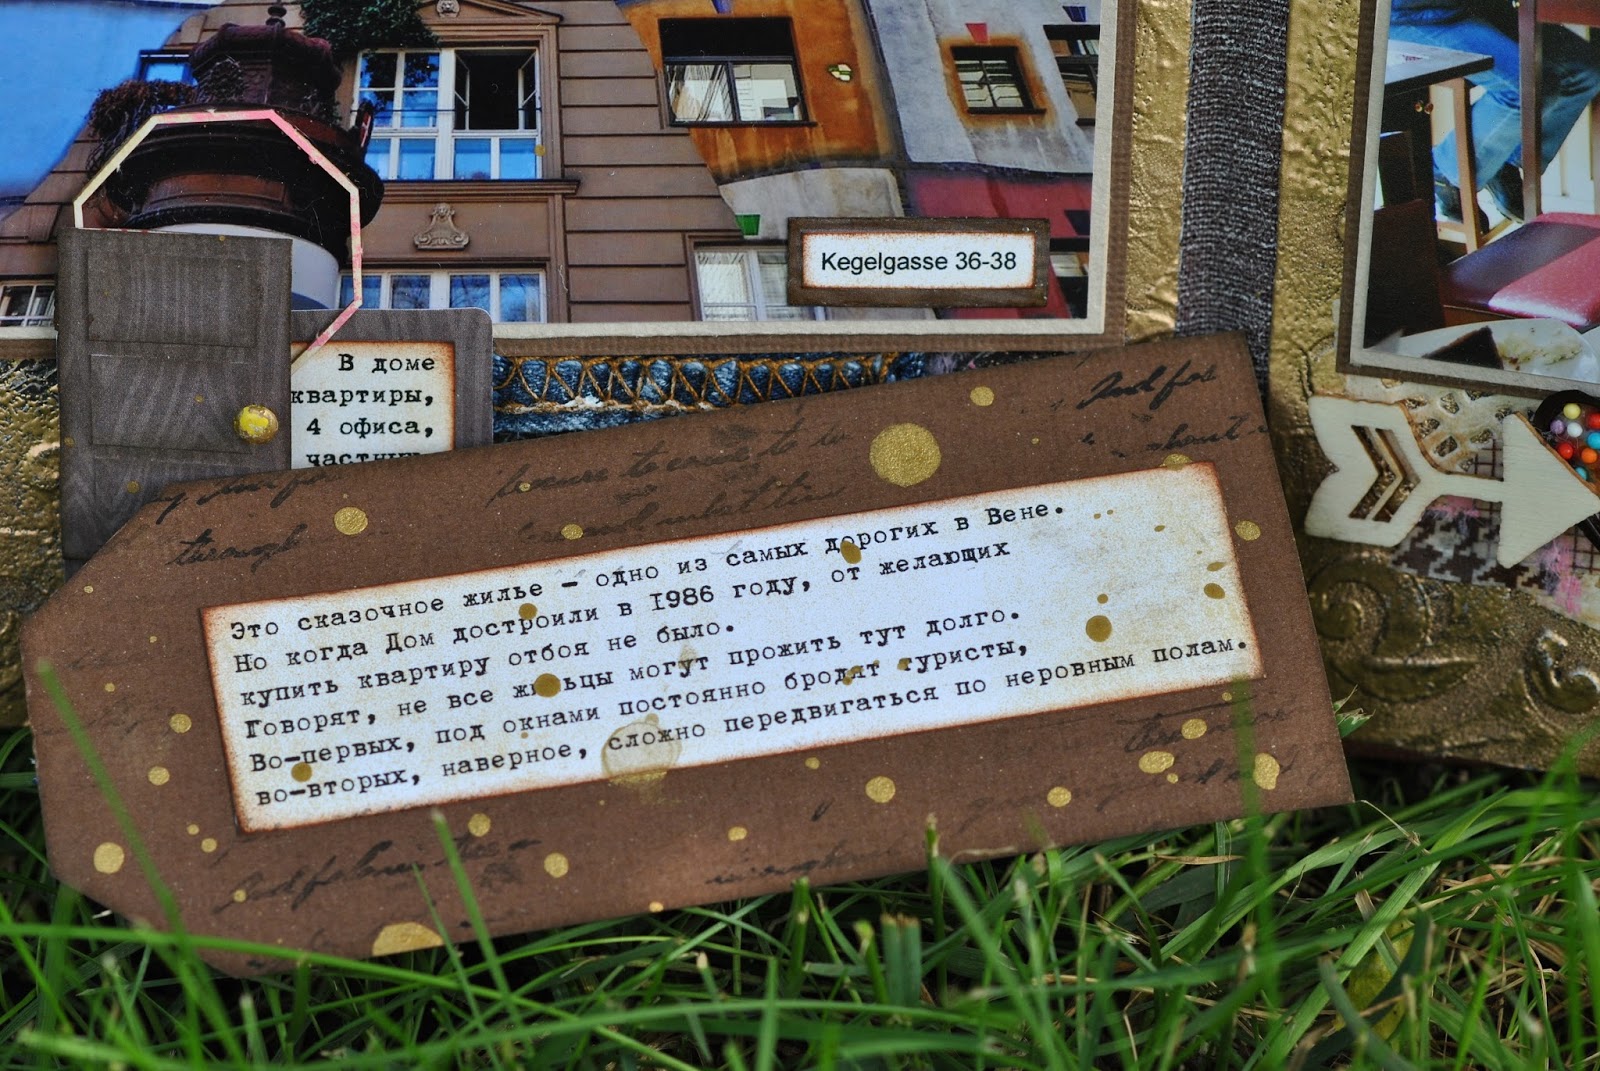 Kegelgasse 36-38
В доме
квартиры,
4 офиса,
Это сказочное жилье - одно из самых дорогих в Вене.
Но когда Дом достроили в 1986 году, от желающих
купить квартиру отбоя не было.
Говорят, не все жильцы могут прожить тут долго.
Во-первых, под окнами постоянно бродят туристы,
во-вторых, наверное, сложно передвигаться по неровным полам.
through